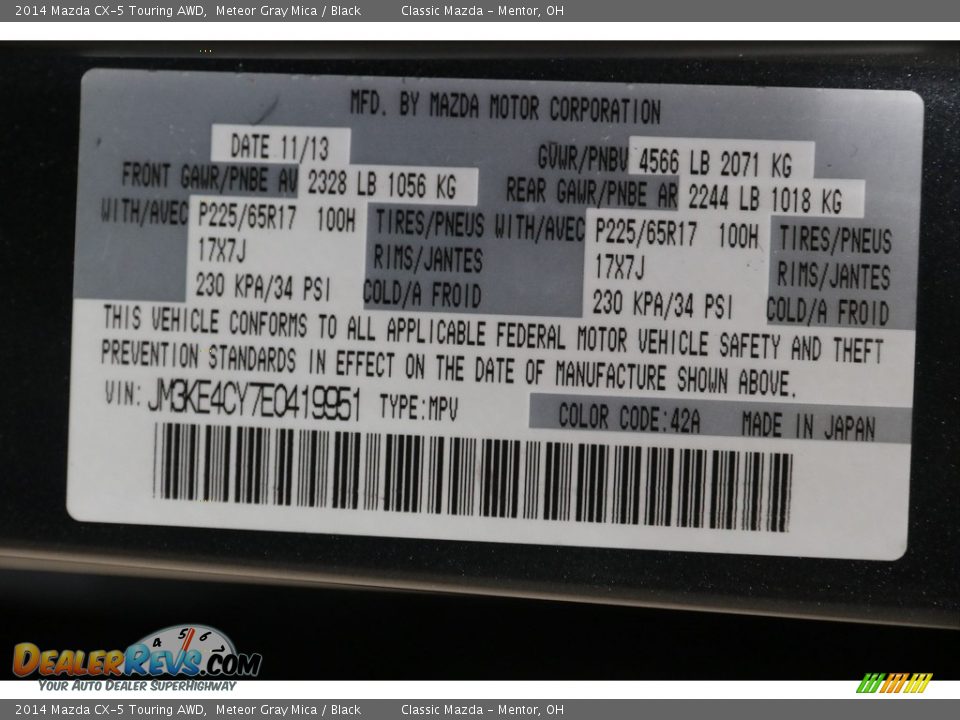 2014 Mazda CX-5 Touring AWD, Meteor Gray Mica / Black Classic Mazda - Mentor, OH
MFD. BY MAZDA MOTOR CORPORATION
DATE 11/13 GVWR/PNBV 4566 LB 2071 KG
FRONT GAWR/PNBE AV 2328 LB 1056 KG REAR GAWR/PNBE AR 2244 LB 1018 KG
WITH/AVEC P225/65R17 100H TIRES/PNEUS WITH/AVEC P225/65R17 100H TIRES/PNEUS
17X7J RIMS/JANTES 17X7J RIMS/JANTES
230 KPA/34 PSI COLD/A FROID 230 KPA/34 PSI COLD/A FROID
THIS VEHICLE CONFORMS TO ALL APPLICABLE FEDERAL MOTOR VEHICLE SAFETY AND THEFT
PREVENTION STANDARDS IN EFFECT ON THE DATE OF MANUFACTURE SHOWN ABOVE.
VIN: JM3KE4CY7E0419951 TYPE:MPV COLOR CODE:42A MADE IN JAPAN
4 5 6
DEALERREVS.COM
YOUR AUTO DEALER SUPERHIGHWAY
2014 Mazda CX-5 Touring AWD, Meteor Gray Mica / Black Classic Mazda - Mentor, OH